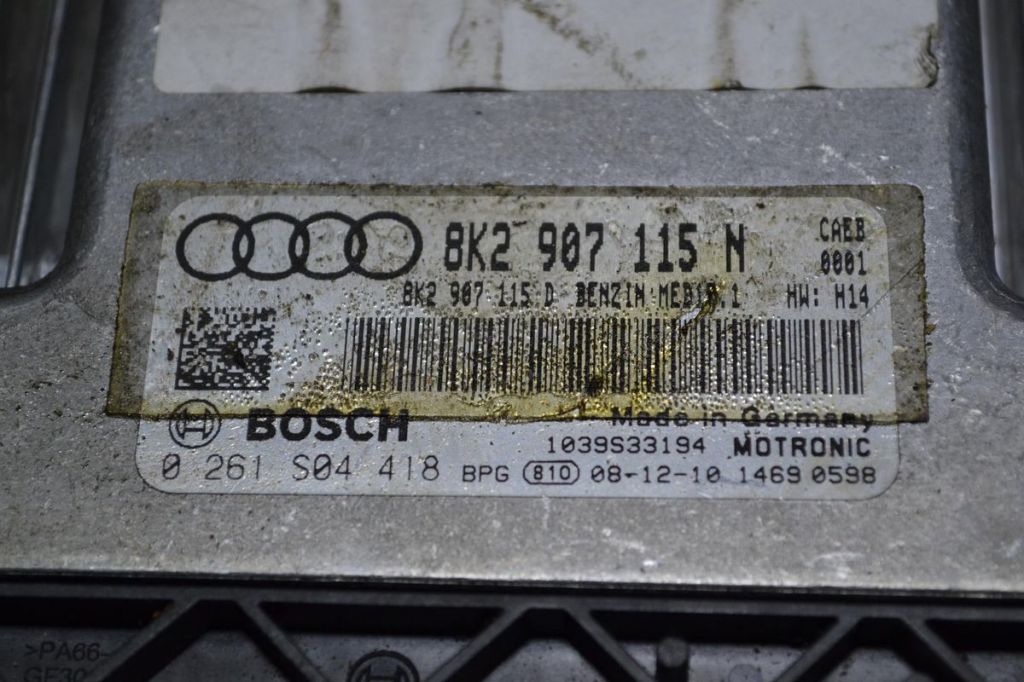 8K2 907 115 N
CAEB
0001
8K2 907 115 D BENZIN MED17.1 HW: H14
BOSCH
Made in Germany
1039S33194 MOTRONIC
0 261 S04 418 BPG 810 08-12-10 1469 0598
>PA66-
GF30